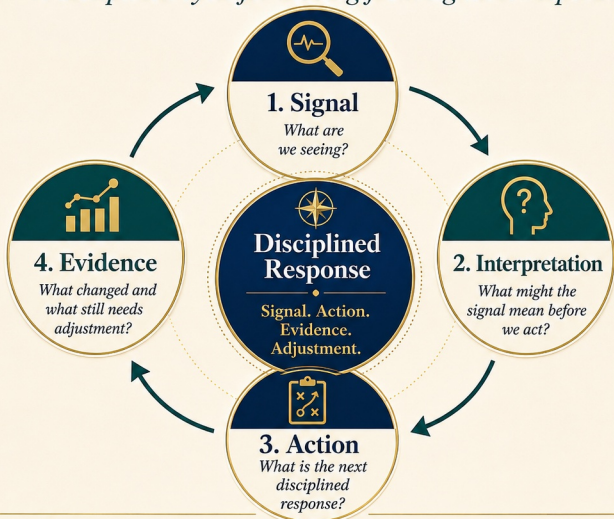 1. Signal
What are
we seeing?
2. Interpretation
What might the
signal mean before
we act?
3. Action
What is the next
disciplined
response?
4. Evidence
What changed and
what still needs
adjustment?
Disciplined
Response
Signal. Action.
Evidence.
Adjustment.
?